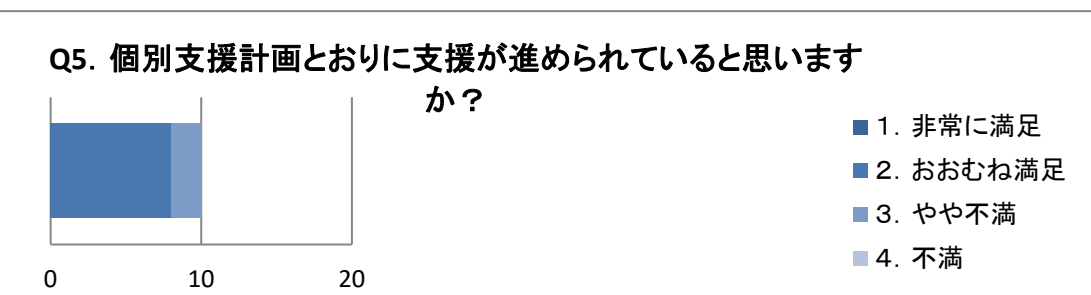 Q5. 個別支援計画とおりに支援が進められていると思います
か？
1. 非常に満足
2. おおむね満足
3. やや不満
4. 不満
0 10 20